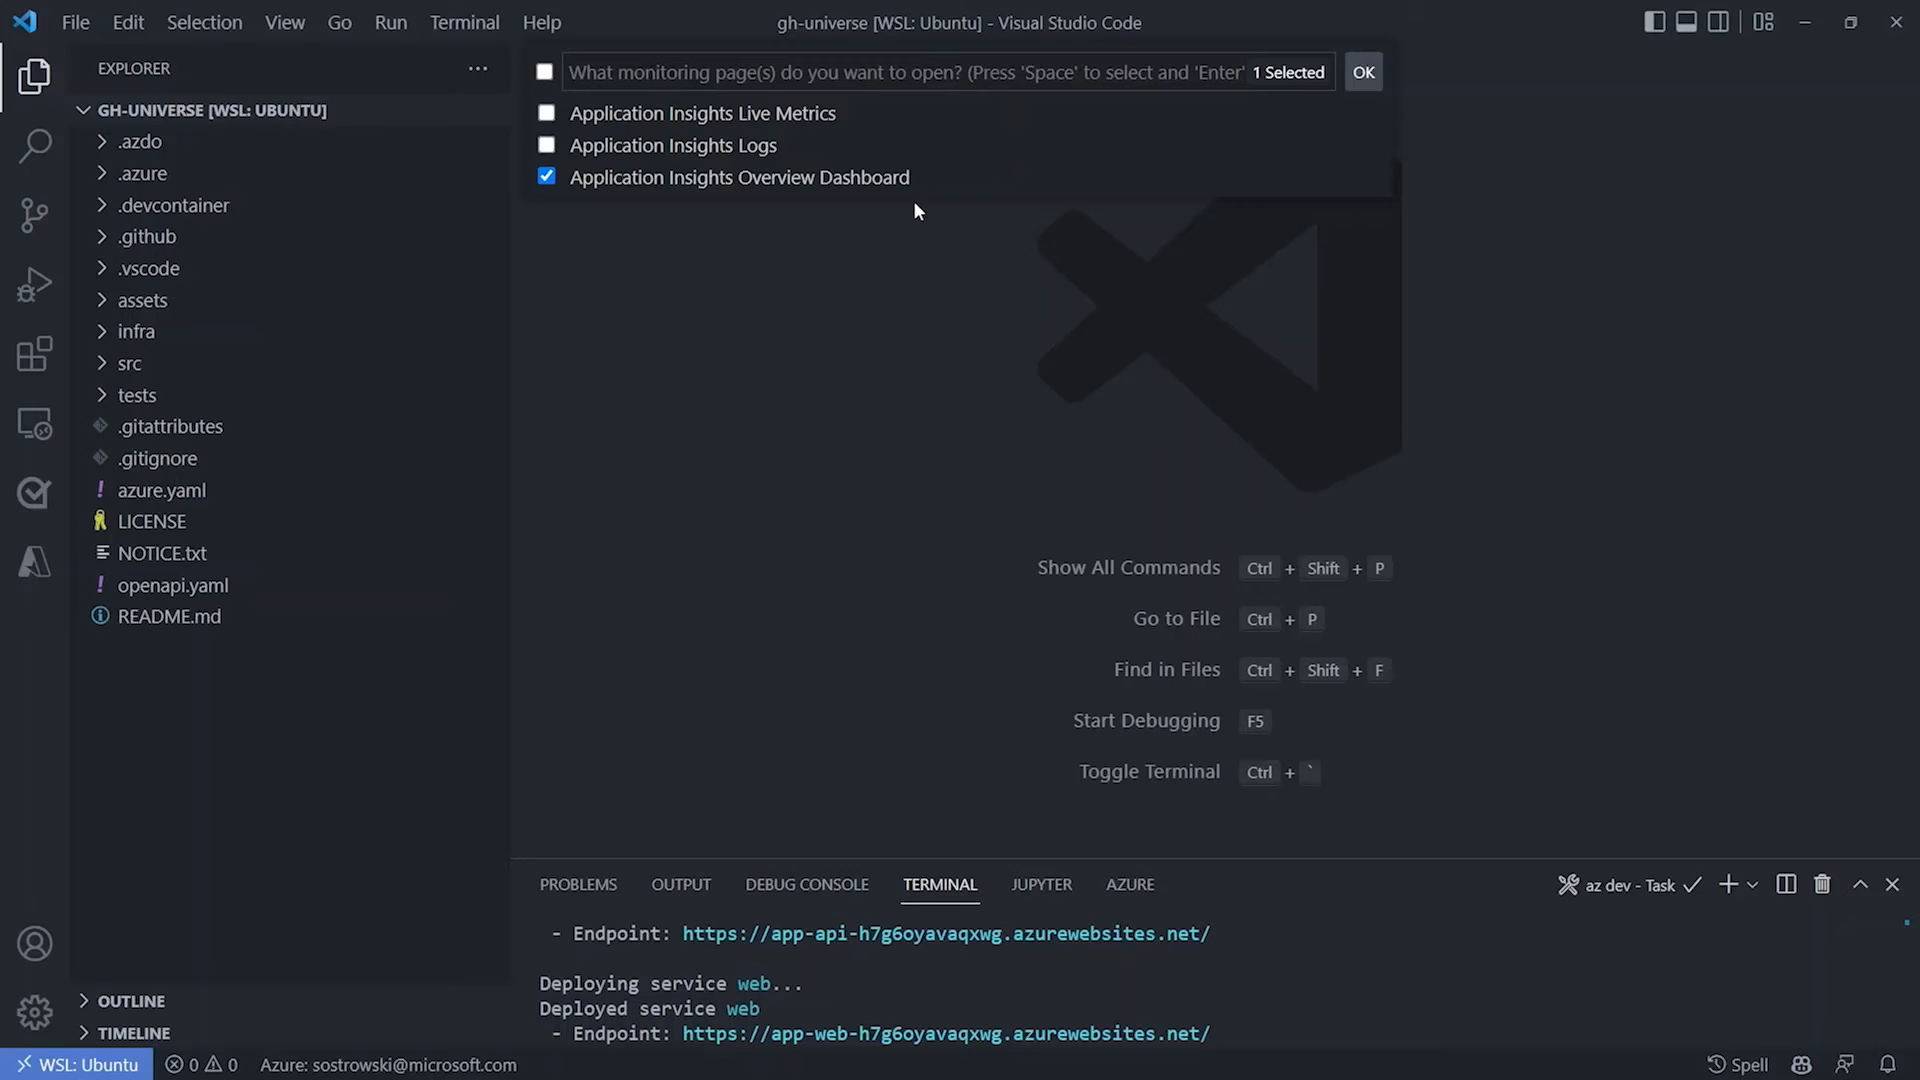 File Edit Selection View Go Run Terminal Help
gh-universe [WSL: Ubuntu] - Visual Studio Code
EXPLORER
GH-UNIVERSE [WSL: UBUNTU]
.azdo
.azure
.devcontainer
.github
.vscode
assets
infra
src
tests
.gitattributes
.gitignore
! azure.yaml
LICENSE
NOTICE.txt
! openapi.yaml
README.md
OUTLINE
TIMELINE
What monitoring page(s) do you want to open? (Press 'Space' to select and 'Enter' 1 Selected OK
Application Insights Live Metrics
Application Insights Logs
Application Insights Overview Dashboard
Show All Commands Ctrl + Shift + P
Go to File Ctrl + P
Find in Files Ctrl + Shift + F
Start Debugging F5
Toggle Terminal Ctrl + `
PROBLEMS OUTPUT DEBUG CONSOLE TERMINAL JUPYTER AZURE
az dev - Task
- Endpoint: https://app-api-h7g6oyavaqxwg.azurewebsites.net/
Deploying service web...
Deployed service web
- Endpoint: https://app-web-h7g6oyavaqxwg.azurewebsites.net/
WSL: Ubuntu 0 0 Azure: sostrowski@microsoft.com Spell